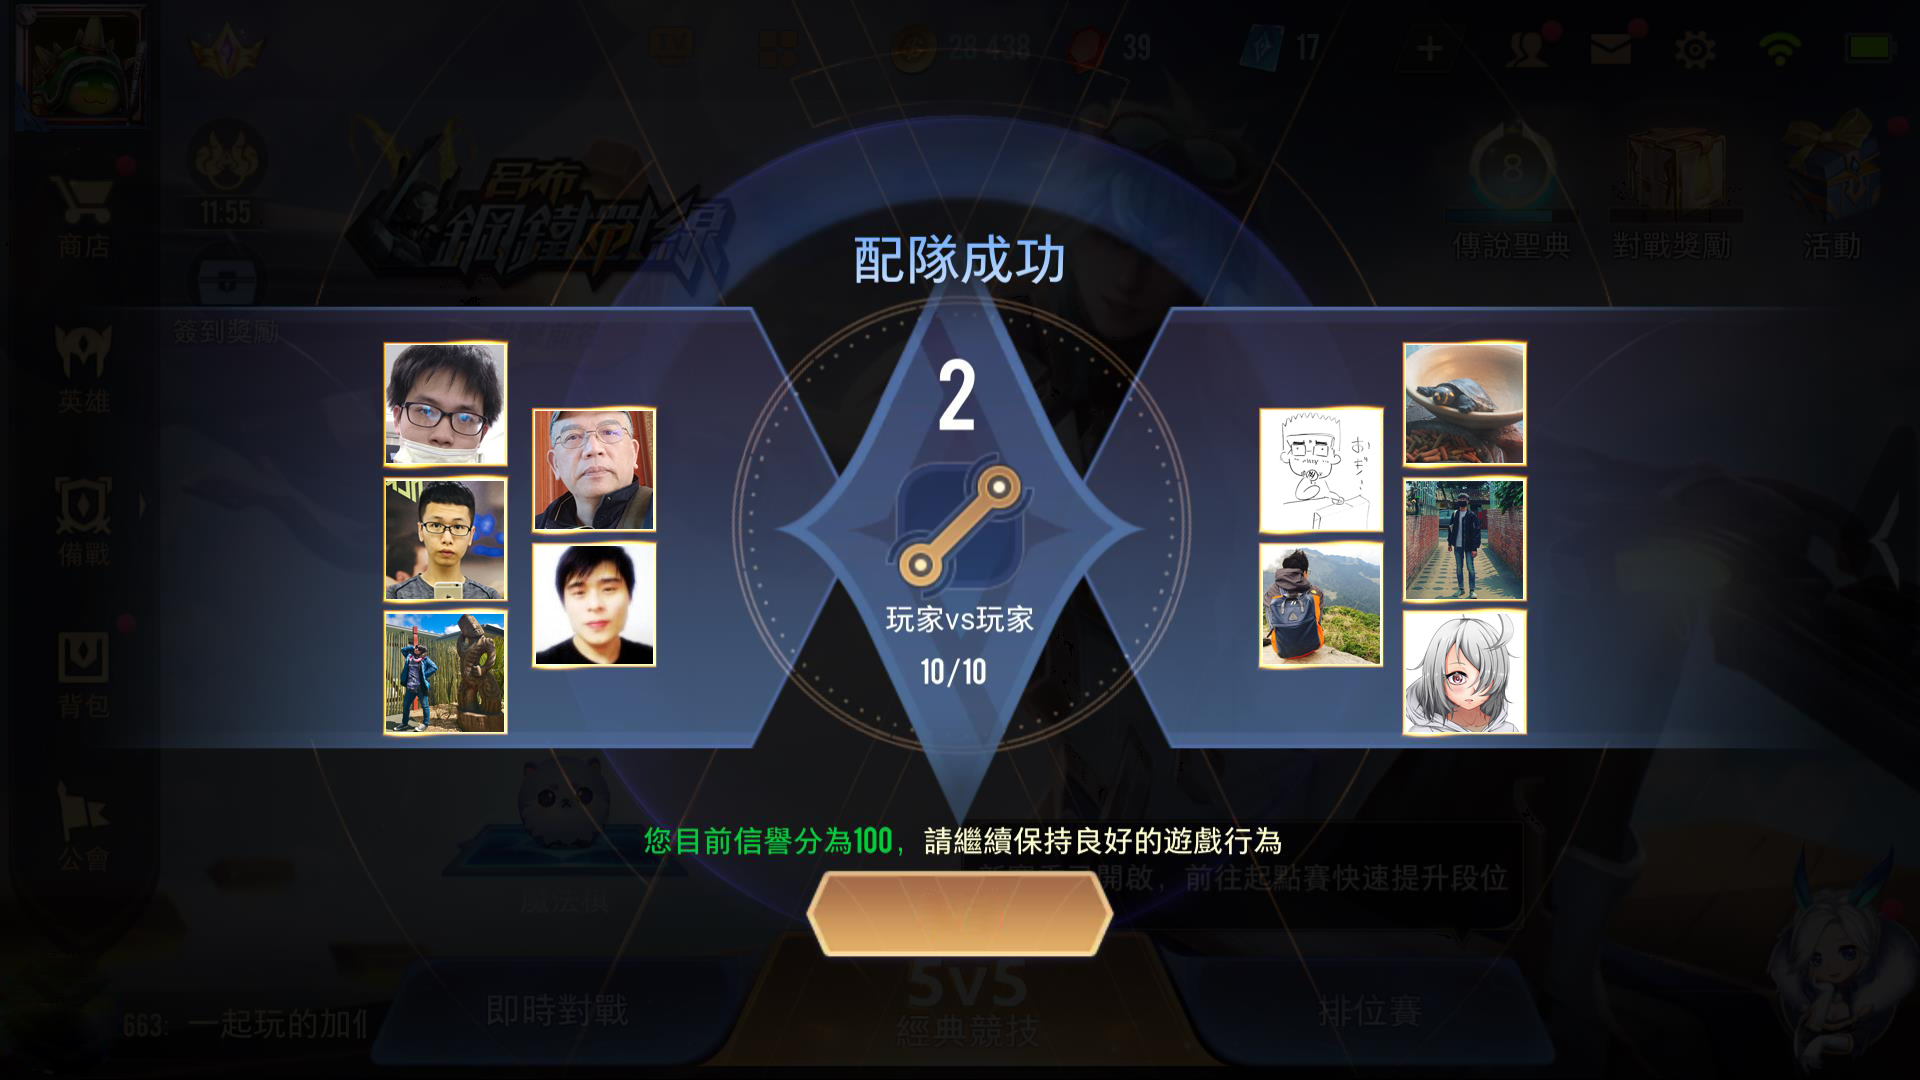 TV
28 438
39
17
+
呂布
鋼鐵戰線
8
11:55
商店
傳說聖典
對戰獎勵
活動
配隊成功
簽到獎勵
2
英雄
備戰
玩家vs玩家
10/10
背包
您目前信譽分為100，請繼續保持良好的遊戲行為
開啟，前往起點賽快速提升段位
公會
魔法棋
5v5
即時對戰
經典競技
排位賽
663: 一起玩的加